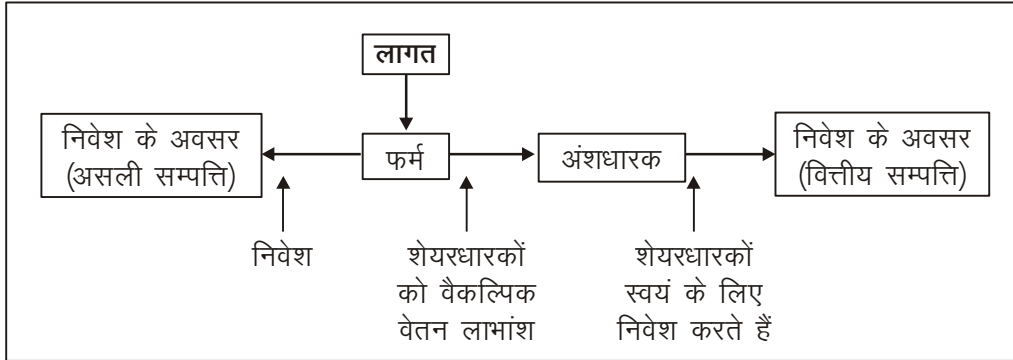 लागत
निवेश के अवसर
(असली सम्पत्ति)
फर्म
अंशधारक
निवेश के अवसर
(वित्तीय सम्पत्ति)
निवेश
शेयरधारकों
को वैकल्पिक
वेतन लाभांश
शेयरधारकों
स्वयं के लिए
निवेश करते हैं